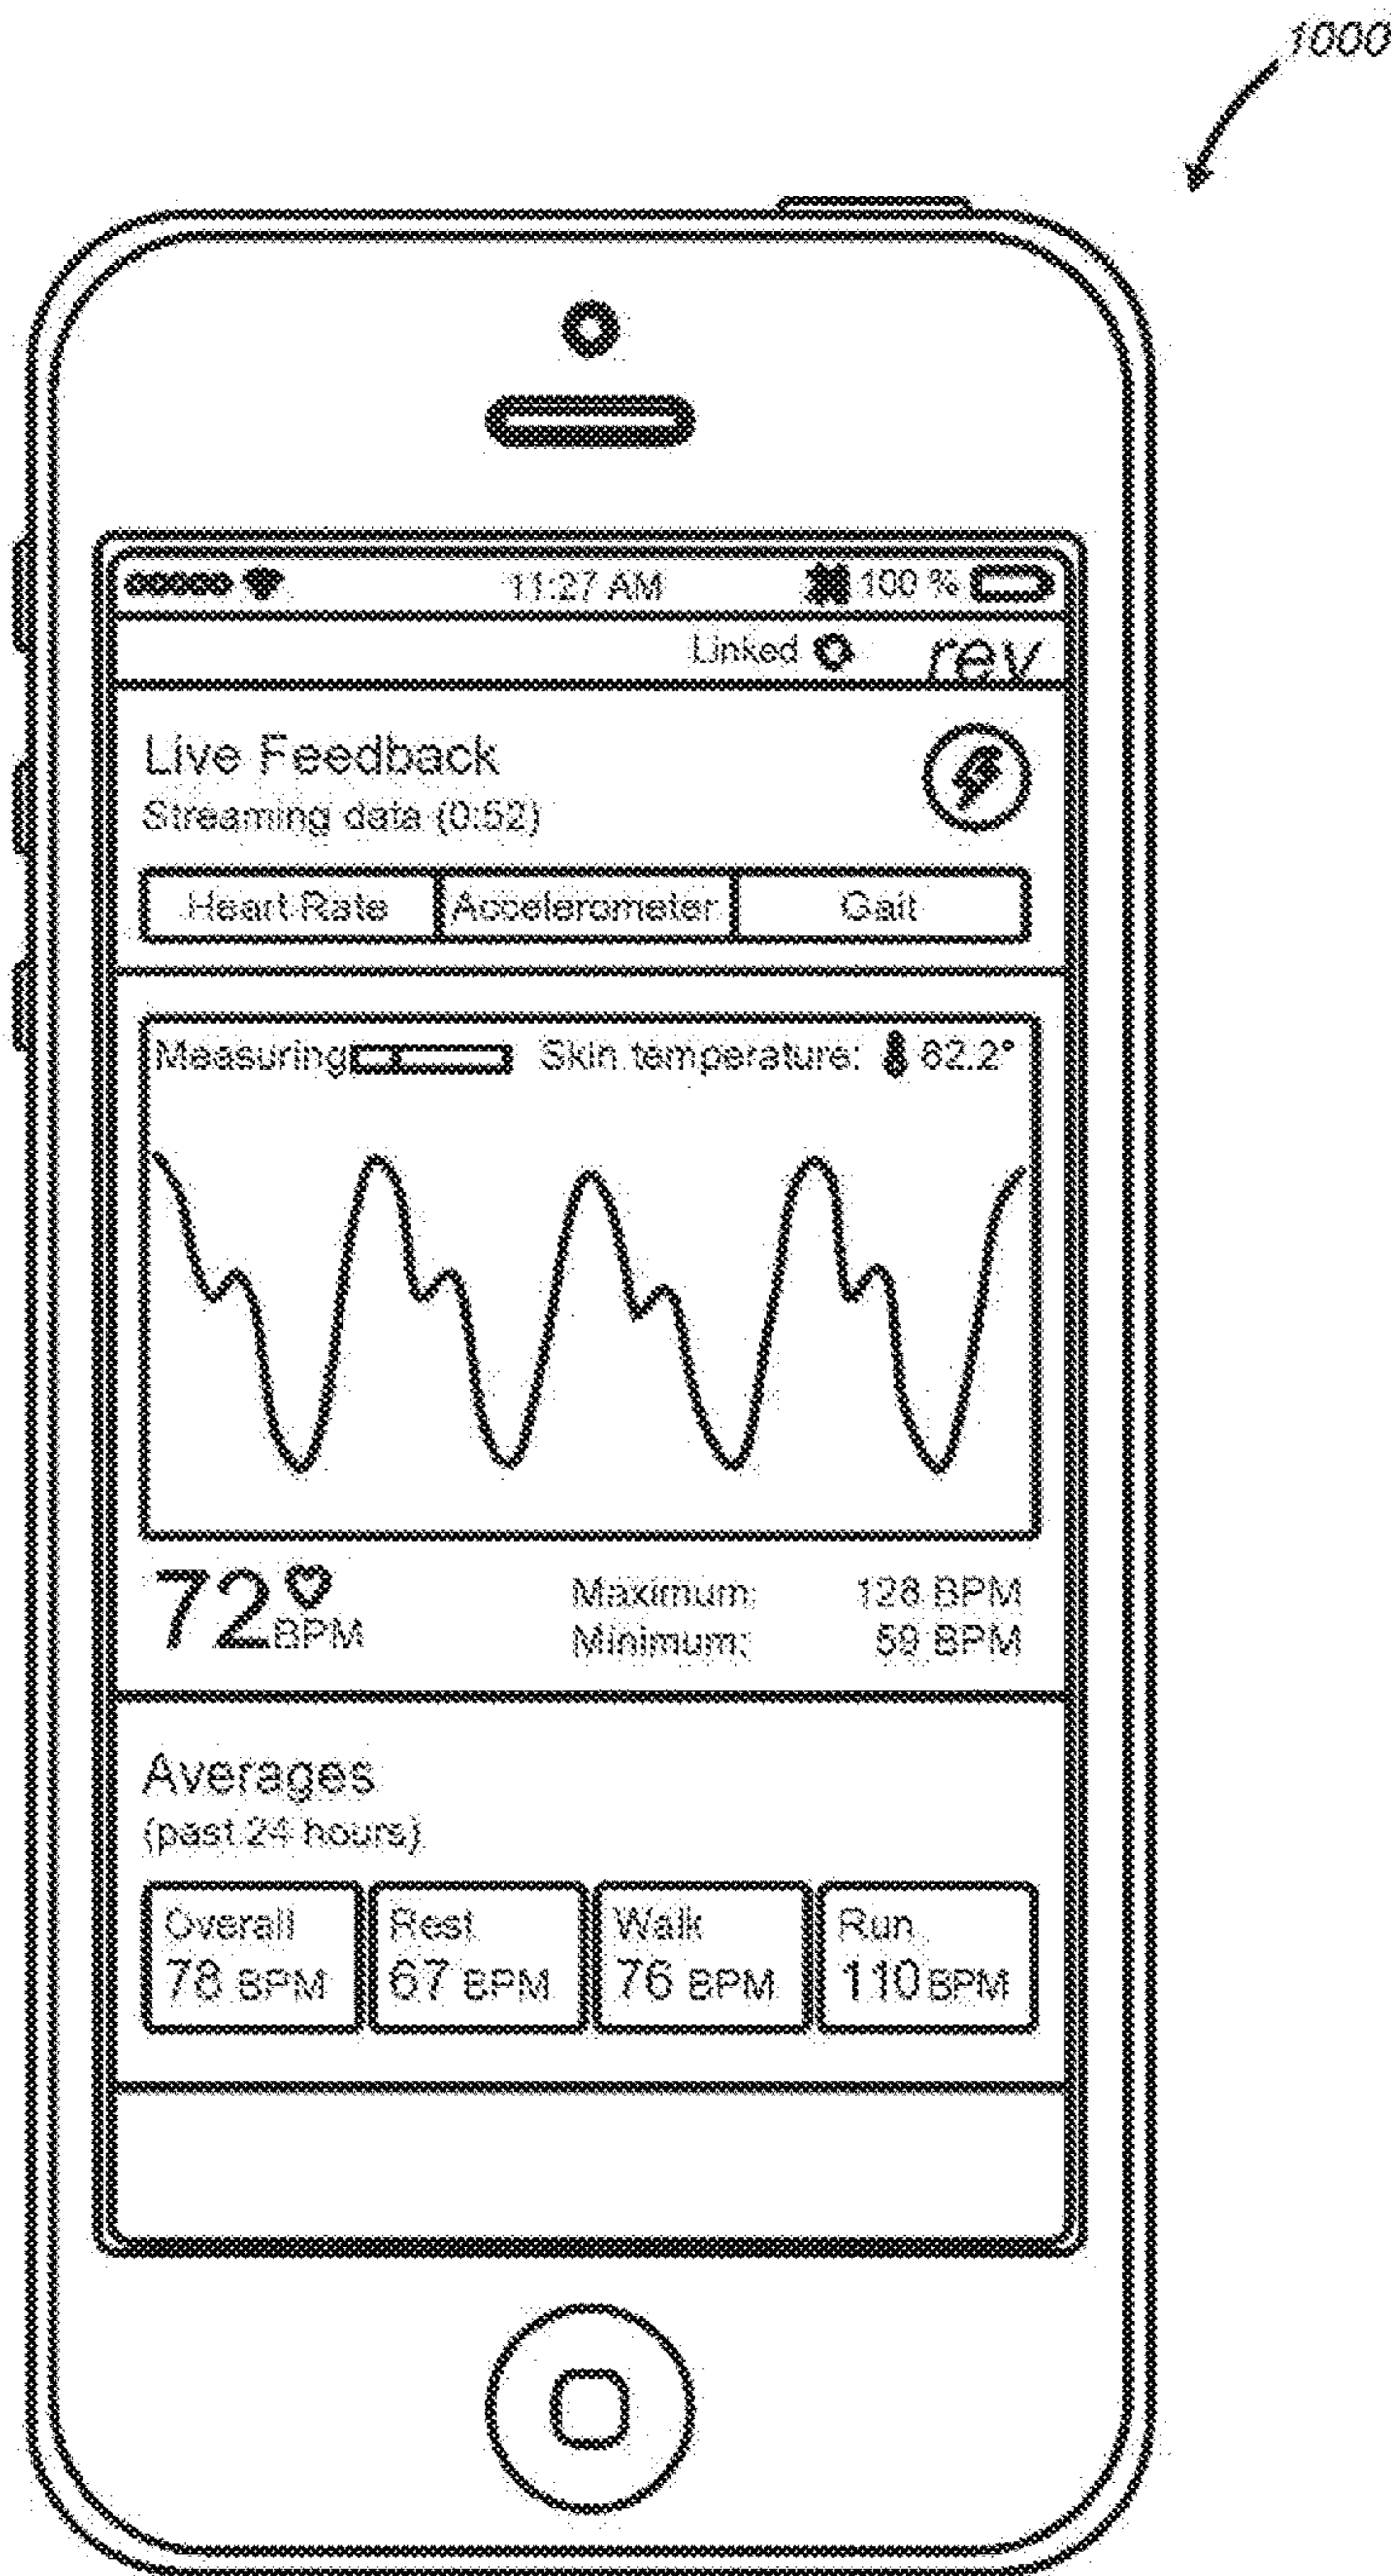 1000
11:27 AM 100 %
Linked rev
Live Feedback
Streaming data (0:52)
Heart Rate Accelerometer Gait
Measuring Skin temperature: 82.2°
72 BPM
Maximum: 128 BPM
Minimum: 59 BPM
Averages
(past 24 hours)
Overall Rest Walk Run
78 BPM 67 BPM 76 BPM 110 BPM